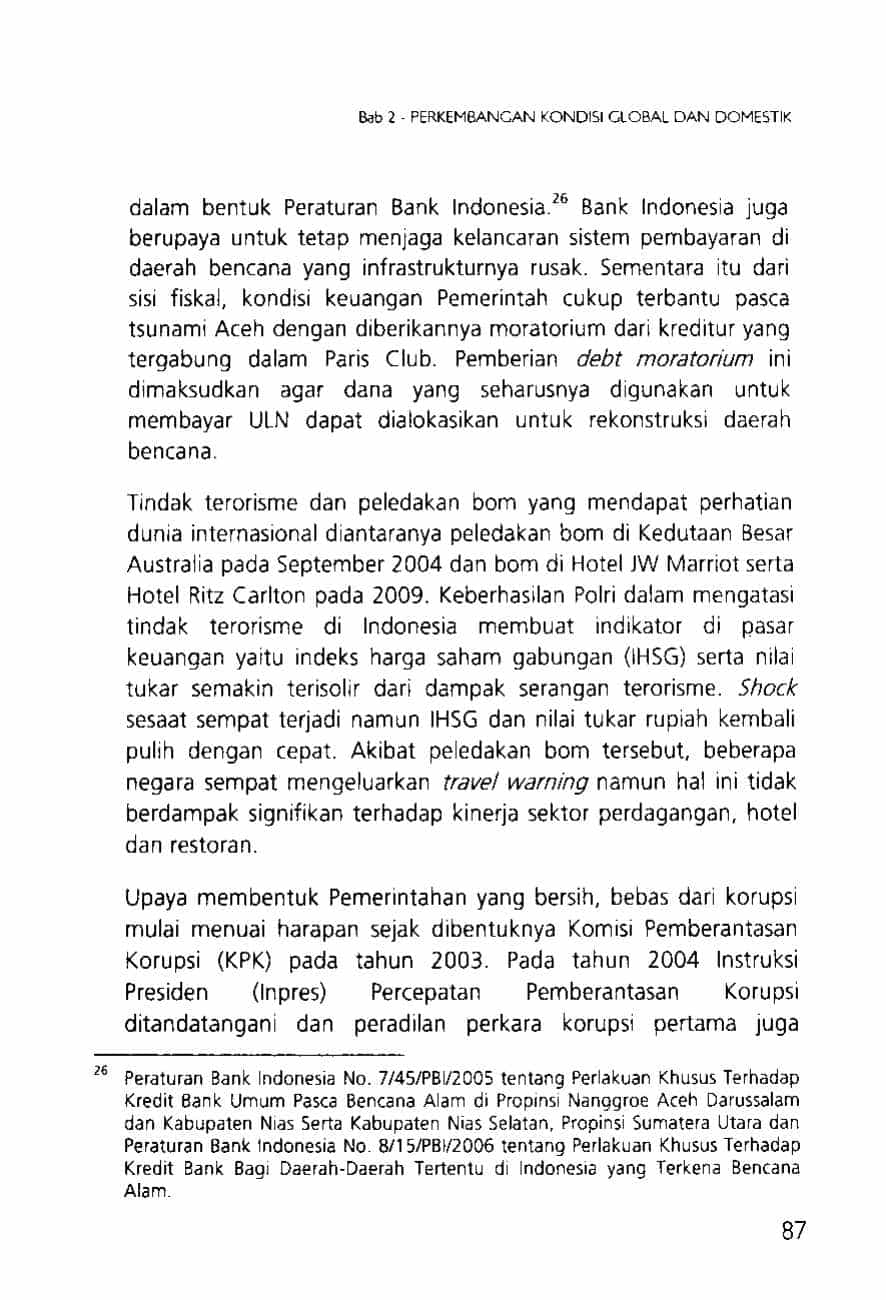 Bab 2 - PERKEMBANGAN KONDISI GLOBAL DAN DOMESTIK
dalam bentuk Peraturan Bank Indonesia.26 Bank Indonesia juga
berupaya untuk tetap menjaga kelancaran sistem pembayaran di
daerah bencana yang infrastrukturnya rusak. Sementara itu dari
sisi fiskal, kondisi keuangan Pemerintah cukup terbantu pasca
tsunami Aceh dengan diberikannya moratorium dari kreditur yang
tergabung dalam Paris Club. Pemberian debt moratorium ini
dimaksudkan agar dana yang seharusnya digunakan untuk
membayar ULN dapat dialokasikan untuk rekonstruksi daerah
bencana.
Tindak terorisme dan peledakan bom yang mendapat perhatian
dunia internasional diantaranya peledakan bom di Kedutaan Besar
Australia pada September 2004 dan bom di Hotel JW Marriot serta
Hotel Ritz Carlton pada 2009. Keberhasilan Polri dalam mengatasi
tindak terorisme di Indonesia membuat indikator di pasar
keuangan yaitu indeks harga saham gabungan (IHSG) serta nilai
tukar semakin terisolir dari dampak serangan terorisme. Shock
sesaat sempat terjadi namun IHSG dan nilai tukar rupiah kembali
pulih dengan cepat. Akibat peledakan bom tersebut, beberapa
negara sempat mengeluarkan travel warning namun hal ini tidak
berdampak signifikan terhadap kinerja sektor perdagangan, hotel
dan restoran.
Upaya membentuk Pemerintahan yang bersih, bebas dari korupsi
mulai menuai harapan sejak dibentuknya Komisi Pemberantasan
Korupsi (KPK) pada tahun 2003. Pada tahun 2004 Instruksi
Presiden (Inpres) Percepatan Pemberantasan Korupsi
ditandatangani dan peradilan perkara korupsi pertama juga
26 Peraturan Bank Indonesia No. 7/45/PBI/2005 tentang Perlakuan Khusus Terhadap
Kredit Bank Umum Pasca Bencana Alam di Propinsi Nanggroe Aceh Darussalam
dan Kabupaten Nias Serta Kabupaten Nias Selatan, Propinsi Sumatera Utara dan
Peraturan Bank Indonesia No. 8/15/PBI/2006 tentang Perlakuan Khusus Terhadap
Kredit Bank Bagi Daerah-Daerah Tertentu di Indonesia yang Terkena Bencana
Alam.
87